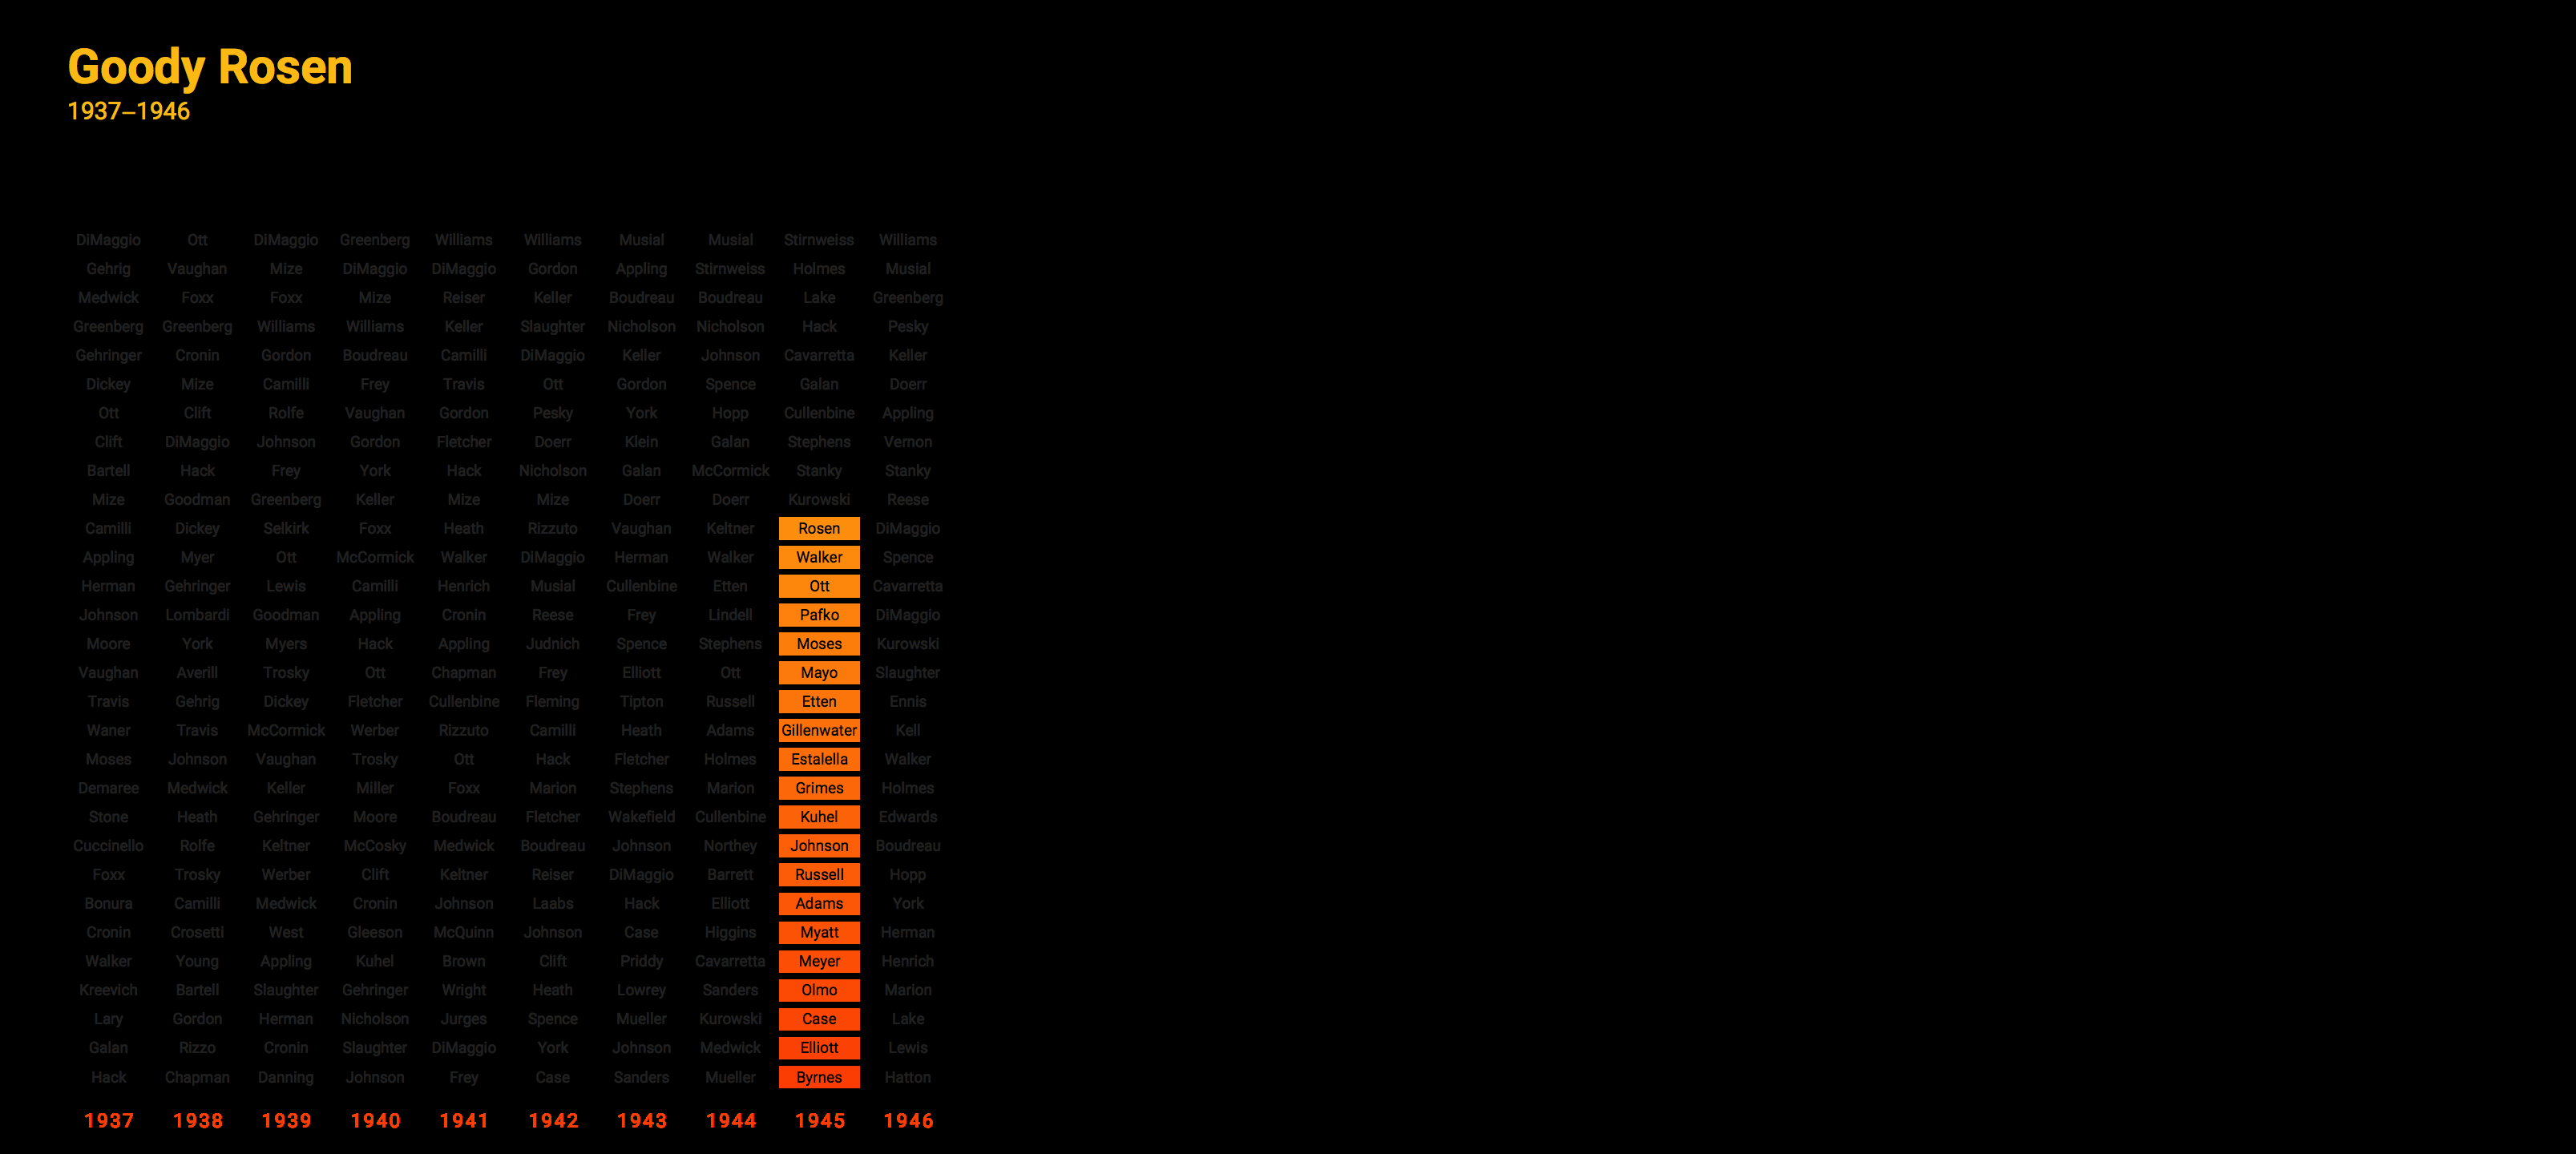 Goody Rosen
1937–1946
DiMaggio Ott DiMaggio Greenberg Williams Williams Musial Musial Stirnweiss Williams
Gehrig Vaughan Mize DiMaggio DiMaggio Gordon Appling Stirnweiss Holmes Musial
Medwick Foxx Foxx Mize Reiser Keller Boudreau Boudreau Lake Greenberg
Greenberg Greenberg Williams Williams Keller Slaughter Nicholson Nicholson Hack Pesky
Gehringer Cronin Gordon Boudreau Camilli DiMaggio Keller Johnson Cavarretta Keller
Dickey Mize Camilli Frey Travis Ott Gordon Spence Galan Doerr
Ott Clift Rolfe Vaughan Gordon Pesky York Hopp Cullenbine Appling
Clift DiMaggio Johnson Gordon Fletcher Doerr Klein Galan Stephens Vernon
Bartell Hack Frey York Hack Nicholson Galan McCormick Stanky Stanky
Mize Goodman Greenberg Keller Mize Mize Doerr Doerr Kurowski Reese
Camilli Dickey Selkirk Foxx Heath Rizzuto Vaughan Keltner Rosen DiMaggio
Appling Myer Ott McCormick Walker DiMaggio Herman Walker Walker Spence
Herman Gehringer Lewis Camilli Henrich Musial Cullenbine Etten Ott Cavarretta
Johnson Lombardi Goodman Appling Cronin Reese Frey Lindell Pafko DiMaggio
Moore York Myers Hack Appling Judnich Spence Stephens Moses Kurowski
Vaughan Averill Trosky Ott Chapman Frey Elliott Ott Mayo Slaughter
Travis Gehrig Dickey Fletcher Cullenbine Fleming Tipton Russell Etten Ennis
Waner Travis McCormick Werber Rizzuto Camilli Heath Adams Gillenwater Kell
Moses Johnson Vaughan Trosky Ott Hack Fletcher Holmes Estalella Walker
Demaree Medwick Keller Miller Foxx Marion Stephens Marion Grimes Holmes
Stone Heath Gehringer Moore Boudreau Fletcher Wakefield Cullenbine Kuhel Edwards
Cuccinello Rolfe Keltner McCosky Medwick Boudreau Johnson Northey Johnson Boudreau
Foxx Trosky Werber Clift Keltner Reiser DiMaggio Barrett Russell Hopp
Bonura Camilli Medwick Cronin Johnson Laabs Hack Elliott Adams York
Cronin Crosetti West Gleeson McQuinn Johnson Case Higgins Myatt Herman
Walker Young Appling Kuhel Brown Clift Priddy Cavarretta Meyer Henrich
Kreevich Bartell Slaughter Gehringer Wright Heath Lowrey Sanders Olmo Marion
Lary Gordon Herman Nicholson Jurges Spence Mueller Kurowski Case Lake
Galan Rizzo Cronin Slaughter DiMaggio York Johnson Medwick Elliott Lewis
Hack Chapman Danning Johnson Frey Case Sanders Mueller Byrnes Hatton
1937 1938 1939 1940 1941 1942 1943 1944 1945 1946